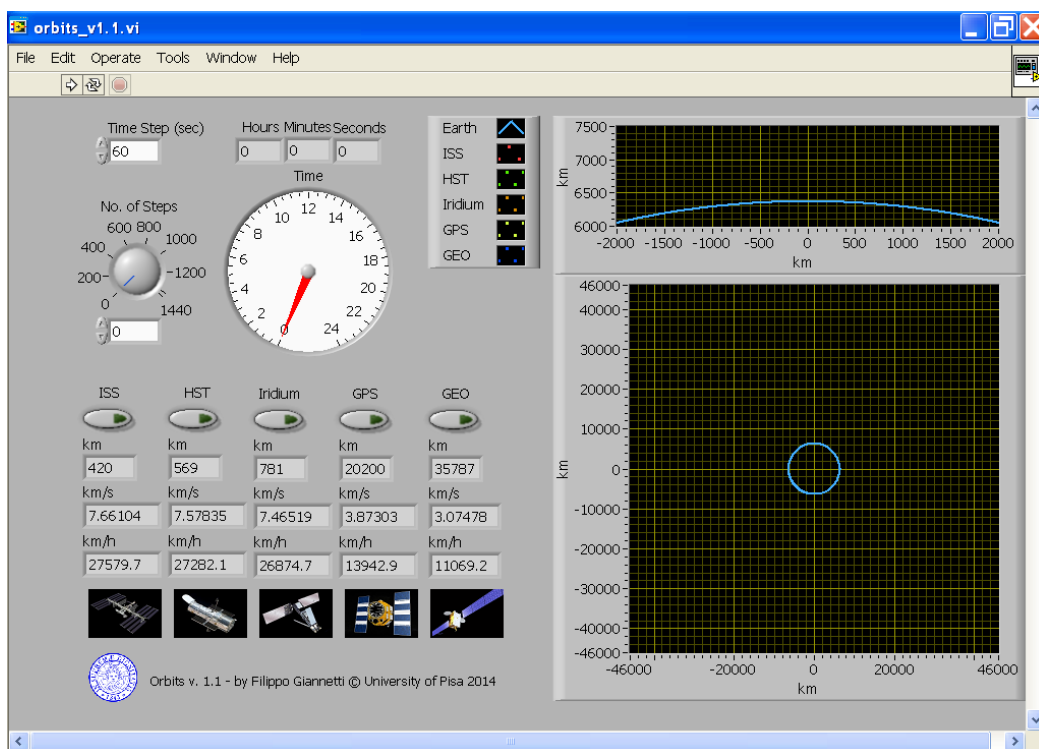 orbits_v1.1.vi
File Edit Operate Tools Window Help
Time Step (sec)
60
Hours Minutes Seconds
0 0 0
Time
0 2 4 6 8 10 12 14 16 18 20 22 24
No. of Steps
0 200 400 600 800 1000 1200 1440
0
Earth
ISS
HST
Iridium
GPS
GEO
7500
7000
6500
6000
km
-2000 -1500 -1000 -500 0 500 1000 1500 2000
km
ISS HST Iridium GPS GEO
km km km km km
420 569 781 20200 35787
km/s km/s km/s km/s km/s
7.66104 7.57835 7.46519 3.87303 3.07478
km/h km/h km/h km/h km/h
27579.7 27282.1 26874.7 13942.9 11069.2
Orbits v. 1.1 - by Filippo Giannetti © University of Pisa 2014
46000
40000
30000
20000
10000
0
-10000
-20000
-30000
-40000
-46000
km
-46000 -20000 0 20000 46000
km